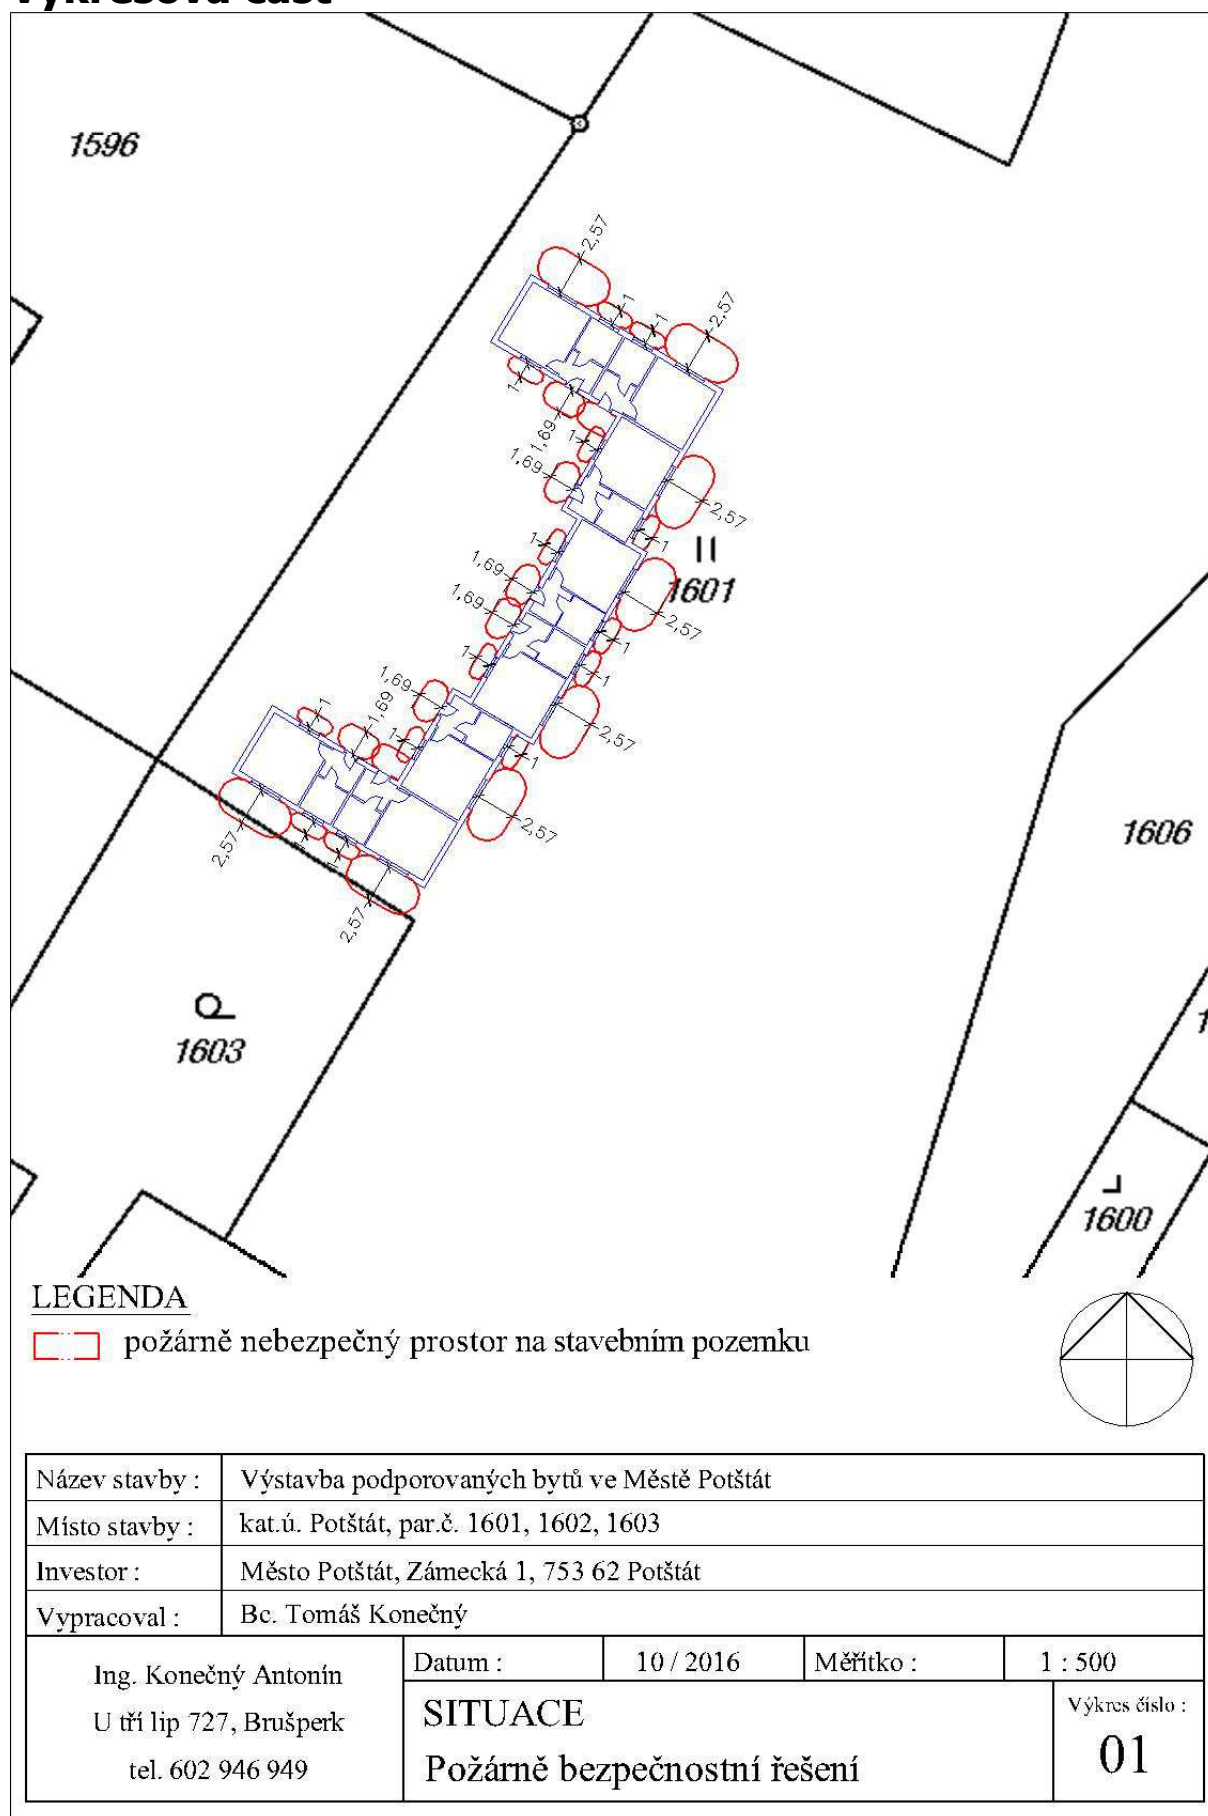 Výkresová část
1596
2,57
1
1
2,57
1
1,69
1
1,69
2,57
1
1
1601
1,69
2,57
1,69
1
1
1
1,69
2,57
1
1,69
1
1
2,57
2,57
1
1
2,57
1606
1603
1600
LEGENDA
požárně nebezpečný prostor na stavebním pozemku
Název stavby : Výstavba podporovaných bytů ve Městě Potštát
Místo stavby : kat.ú. Potštát, par.č. 1601, 1602, 1603
Investor : Město Potštát, Zámecká 1, 753 62 Potštát
Vypracoval : Bc. Tomáš Konečný
Ing. Konečný Antonín
U tří lip 727, Brušperk
tel. 602 946 949
Datum : 10 / 2016 Měřítko : 1 : 500
SITUACE
Požárně bezpečnostní řešení
Výkres číslo :
01